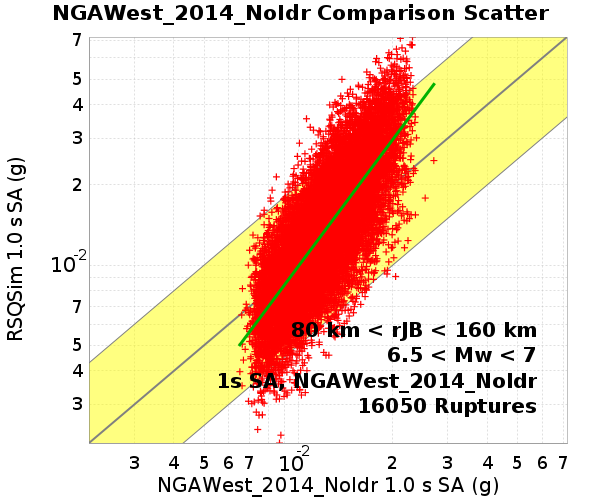 NGAWest_2014_NoIdr Comparison Scatter
7
5
4
3
2
10-2
7
5
4
3
RSQSim 1.0 s SA (g)
80 km < rJB < 160 km
6.5 < Mw < 7
1s SA, NGAWest_2014_NoIdr
16050 Ruptures
3 4 5 6 7 10-2 2 3 4 5 6 7
NGAWest_2014_NoIdr 1.0 s SA (g)